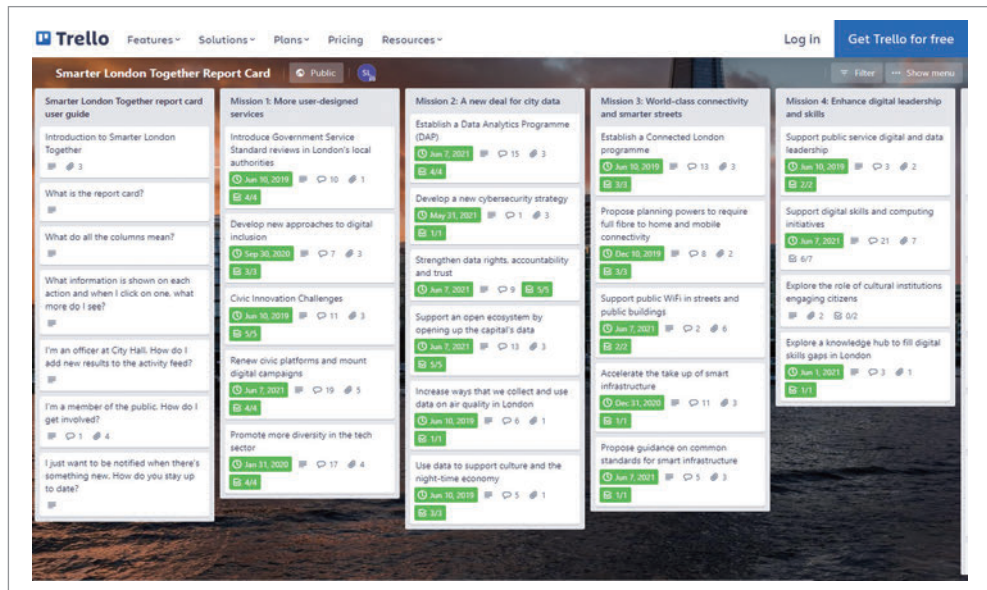 Trello
Features
Solutions
Plans
Pricing
Resources
Log in
Get Trello for free
Smarter London Together Report Card
Public
SL
Filter
Show menu
Smarter London Together report card
user guide
Introduction to Smarter London
Together
3
What is the report card?
What do all the columns mean?
What information is shown on each
action and when I click on one, what
more do I see?
I'm an officer at City Hall. How do I
add new results to the activity feed?
I'm a member of the public. How do I
get involved?
1 4
I just want to be notified when there's
something new. How do you stay up
to date?
Mission 1: More user-designed
services
Introduce Government Service
Standard reviews in London's local
authorities
Jun 10, 2019 10 1
4/4
Develop new approaches to digital
inclusion
Sep 30, 2020 7 3
3/3
Civic Innovation Challenges
Jun 10, 2019 11 3
5/5
Renew civic platforms and mount
digital campaigns
Jun 7, 2021 19 5
4/4
Promote more diversity in the tech
sector
Jan 31, 2020 17 4
4/4
Mission 2: A new deal for city data
Establish a Data Analytics Programme
(DAP)
Jun 7, 2021 15 3
4/4
Develop a new cybersecurity strategy
May 31, 2021 1 3
1/1
Strengthen data rights, accountability
and trust
Jun 7, 2021 9 5/5
Support an open ecosystem by
opening up the capital's data
Jun 7, 2021 13 3
5/5
Increase ways that we collect and use
data on air quality in London
Jun 10, 2019 6 1
1/1
Use data to support culture and the
night-time economy
Jun 10, 2019 5 1
3/3
Mission 3: World-class connectivity
and smarter streets
Establish a Connected London
programme
Jun 10, 2019 13 3
3/3
Propose planning powers to require
full fibre to home and mobile
connectivity
Dec 10, 2019 8 2
3/3
Support public WiFi in streets and
public buildings
Jun 7, 2021 2 6
2/2
Accelerate the take up of smart
infrastructure
Dec 31, 2020 11 3
1/1
Propose guidance on common
standards for smart infrastructure
Jun 7, 2021 5 3
1/1
Mission 4: Enhance digital leadership
and skills
Support public service digital and data
leadership
Jun 10, 2019 3 2
2/2
Support digital skills and computing
initiatives
Jun 7, 2021 21 7
6/7
Explore the role of cultural institutions
engaging citizens
2 0/2
Explore a knowledge hub to fill digital
skills gaps in London
Jun 1, 2021 3 1
1/1